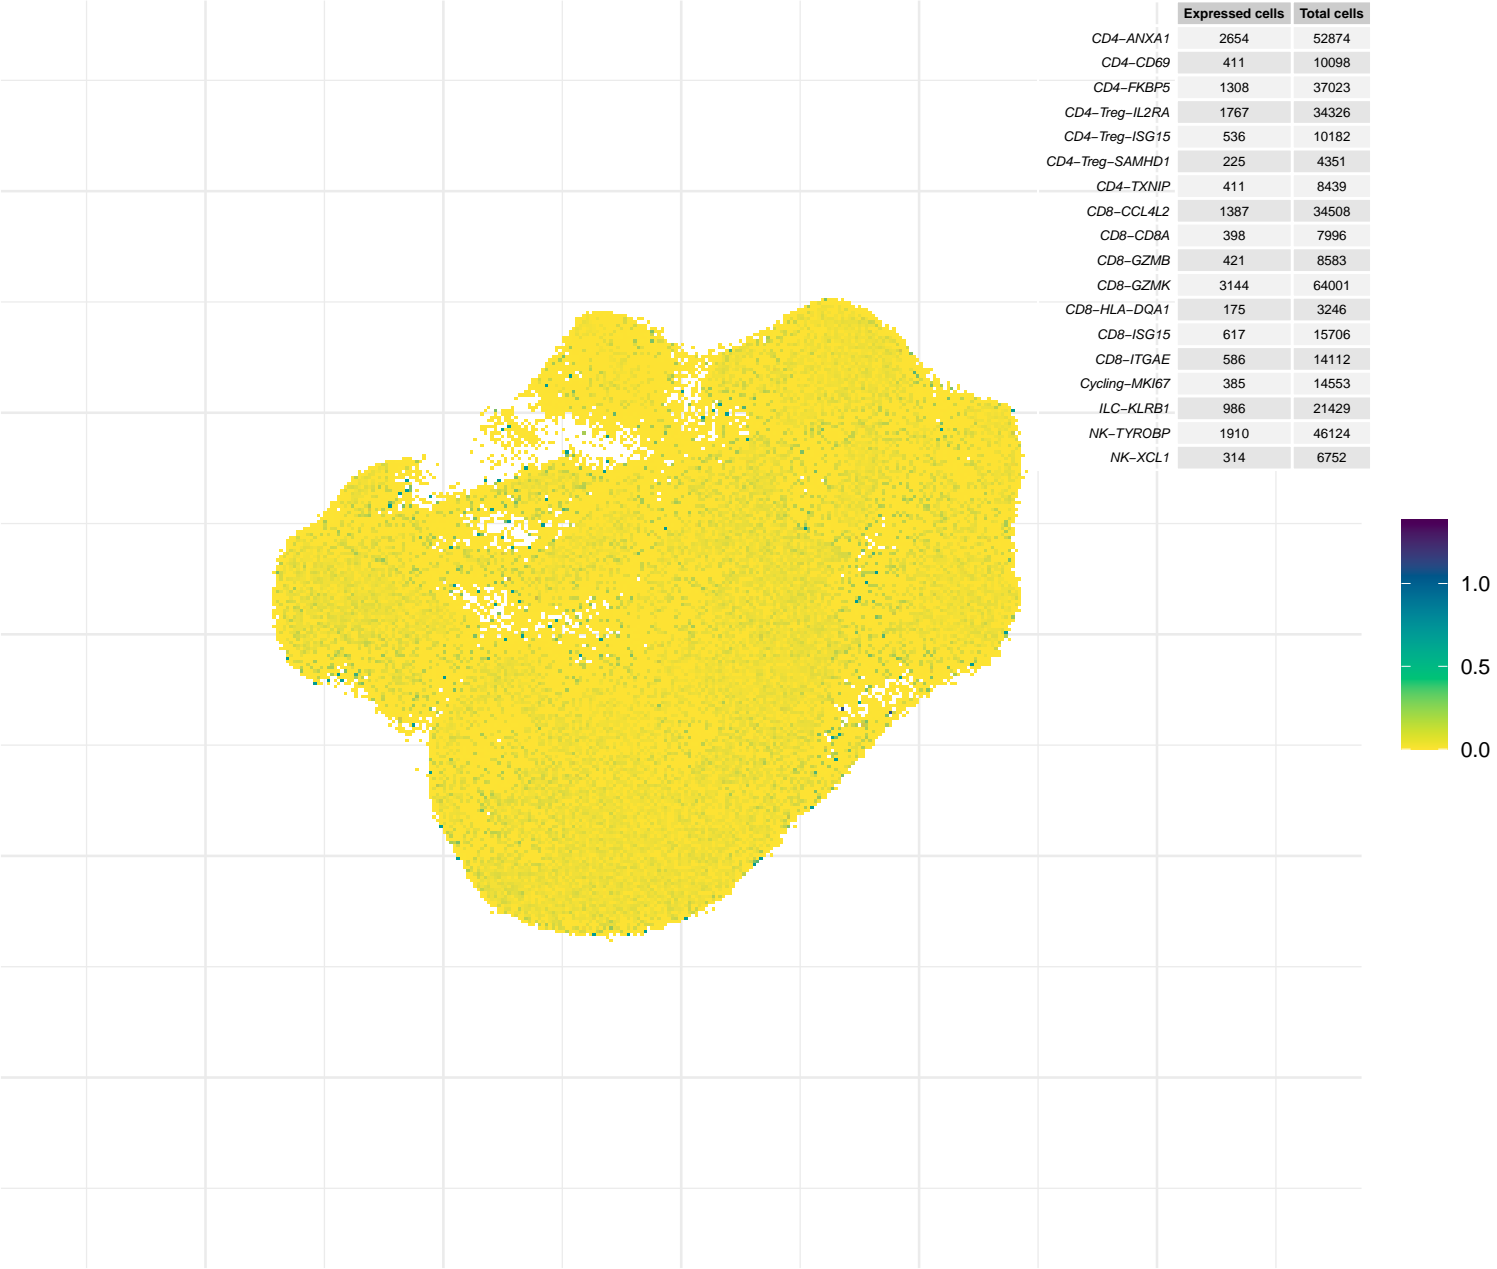 Expressed cells Total cells
CD4−ANXA1 2654 52874
CD4−CD69 411 10098
CD4−FKBP5 1308 37023
CD4−Treg−IL2RA 1767 34326
CD4−Treg−ISG15 536 10182
CD4−Treg−SAMHD1 225 4351
CD4−TXNIP 411 8439
CD8−CCL4L2 1387 34508
CD8−CD8A 398 7996
CD8−GZMB 421 8583
CD8−GZMK 3144 64001
CD8−HLA−DQA1 175 3246
CD8−ISG15 617 15706
CD8−ITGAE 586 14112
Cycling−MKI67 385 14553
ILC−KLRB1 986 21429
NK−TYROBP 1910 46124
NK−XCL1 314 6752
1.0
0.5
0.0